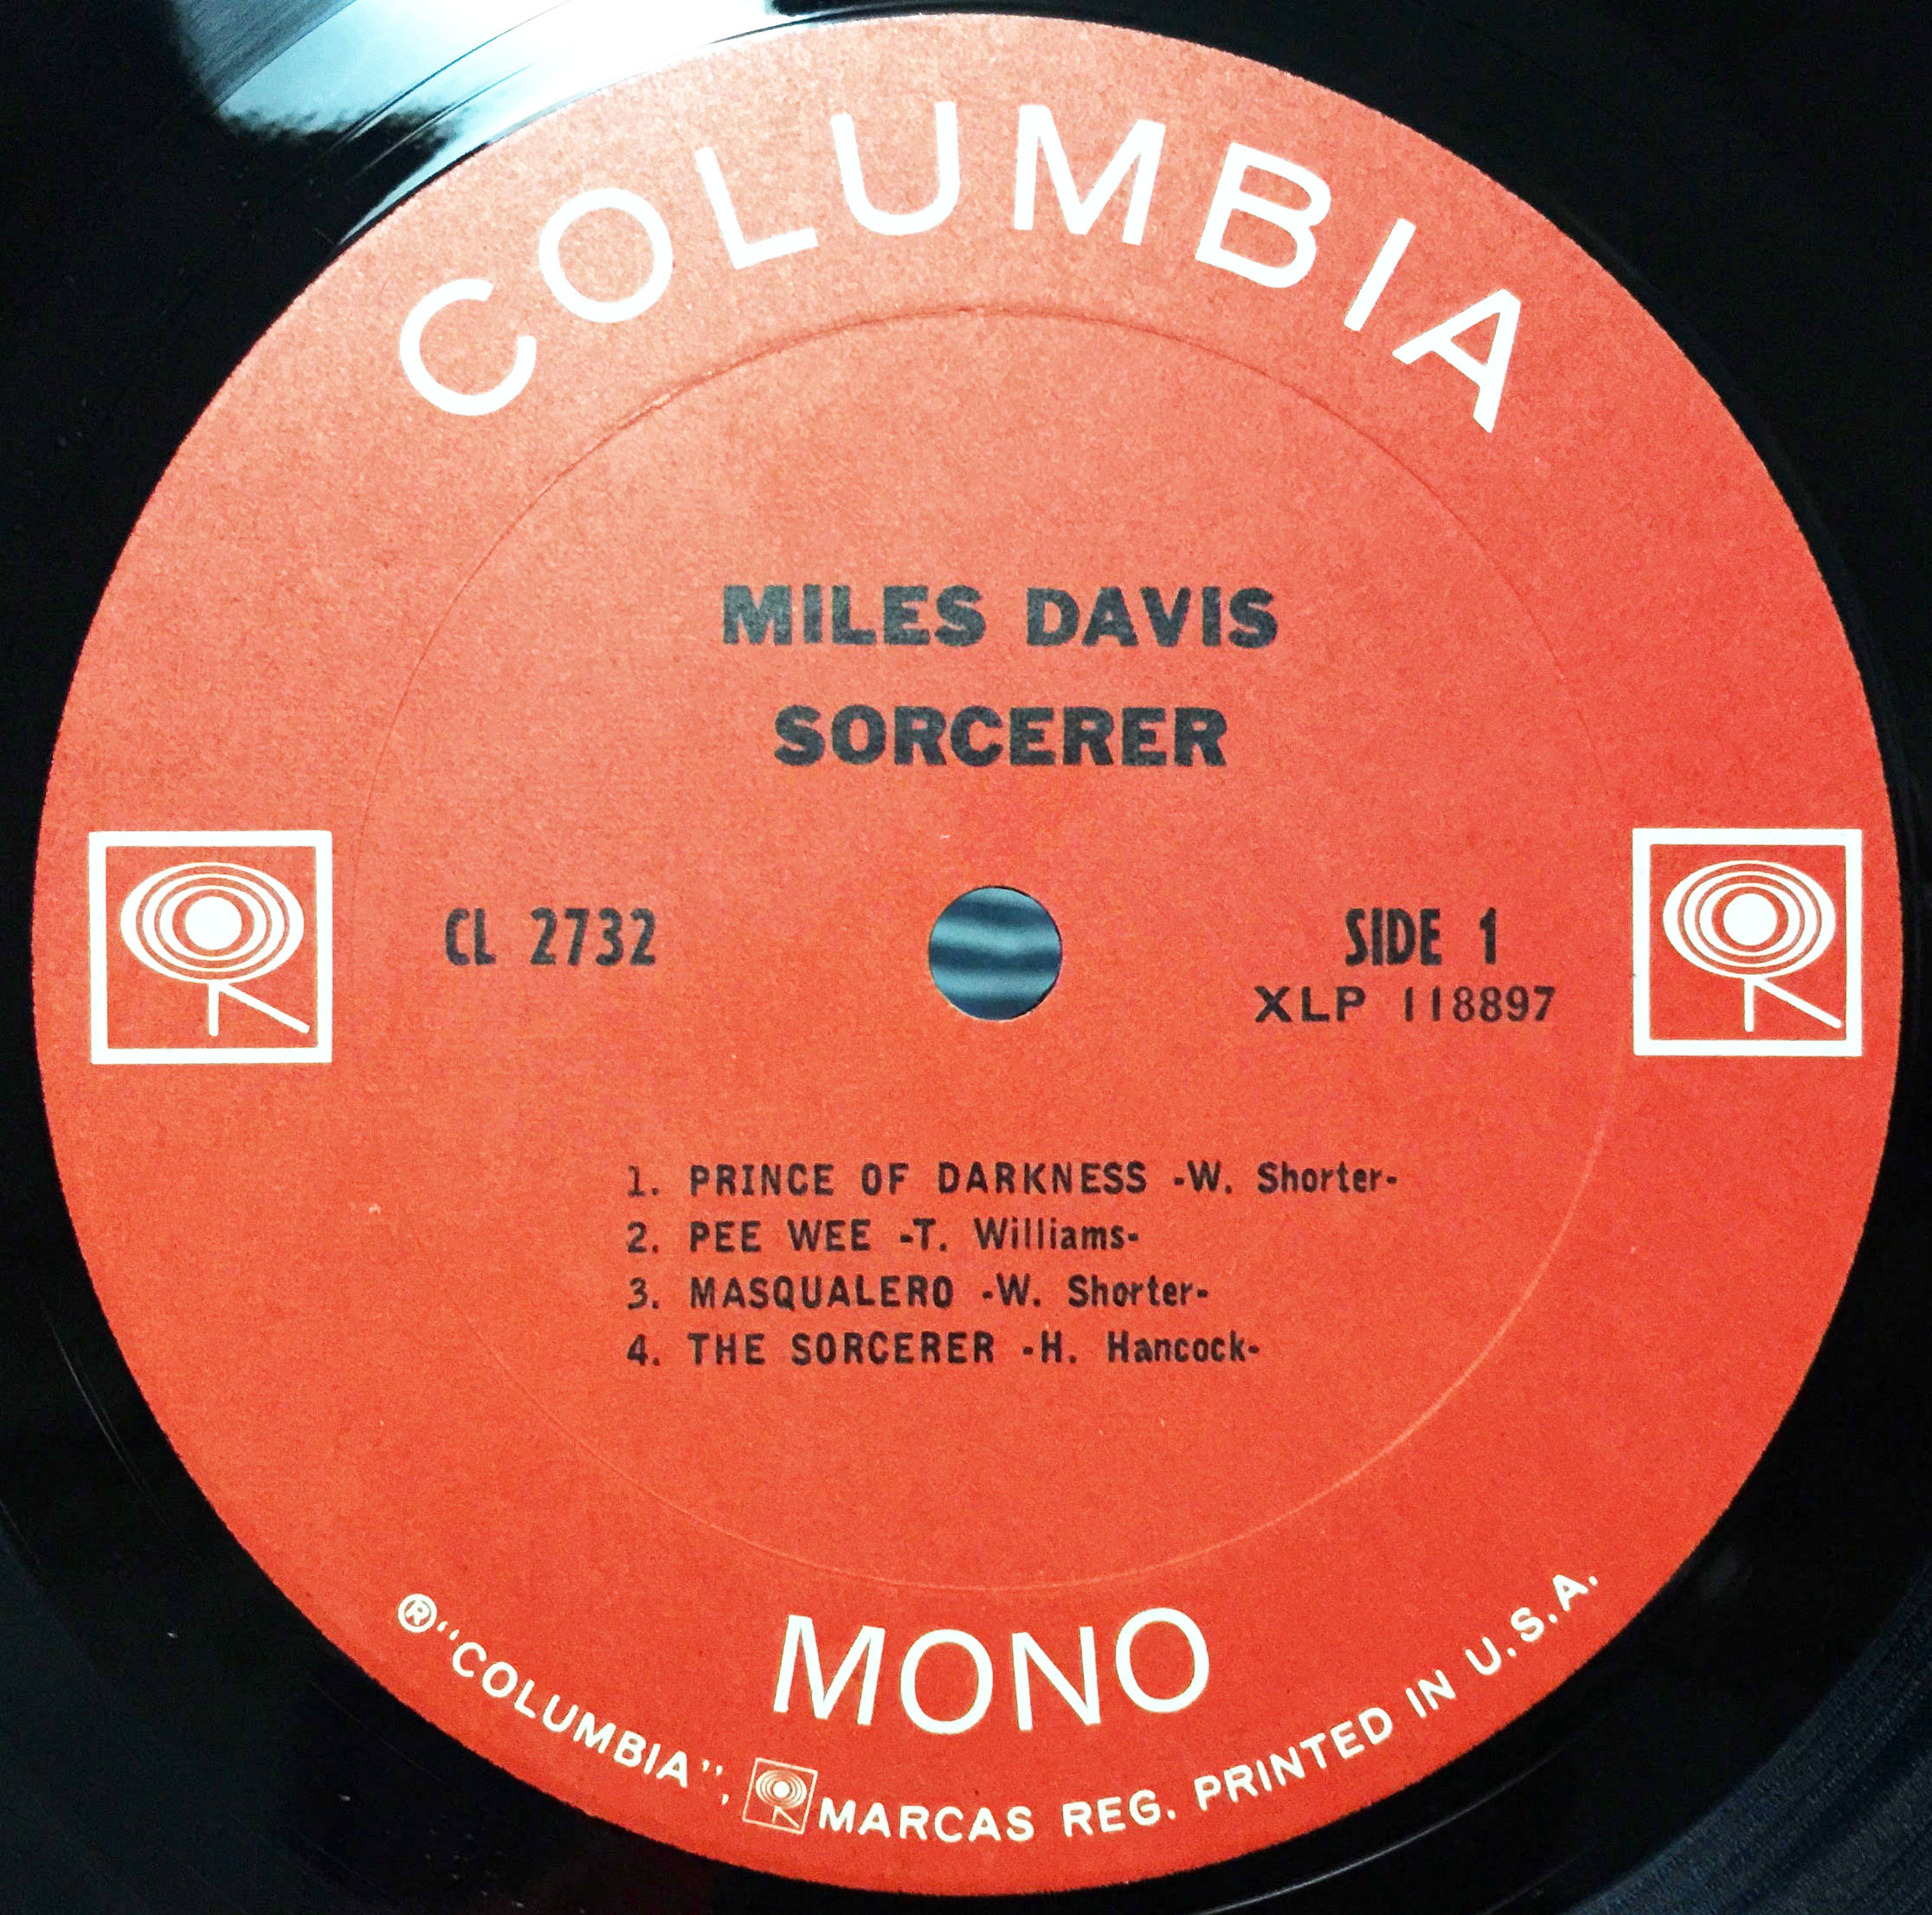 COLUMBIA
MILES DAVIS
SORCERER
CL 2732
SIDE 1
XLP 118897
1. PRINCE OF DARKNESS -W. Shorter-
2. PEE WEE -T. Williams-
3. MASQUALERO -W. Shorter-
4. THE SORCERER -H. Hancock-
MONO
®"COLUMBIA", MARCAS REG. PRINTED IN U.S.A.